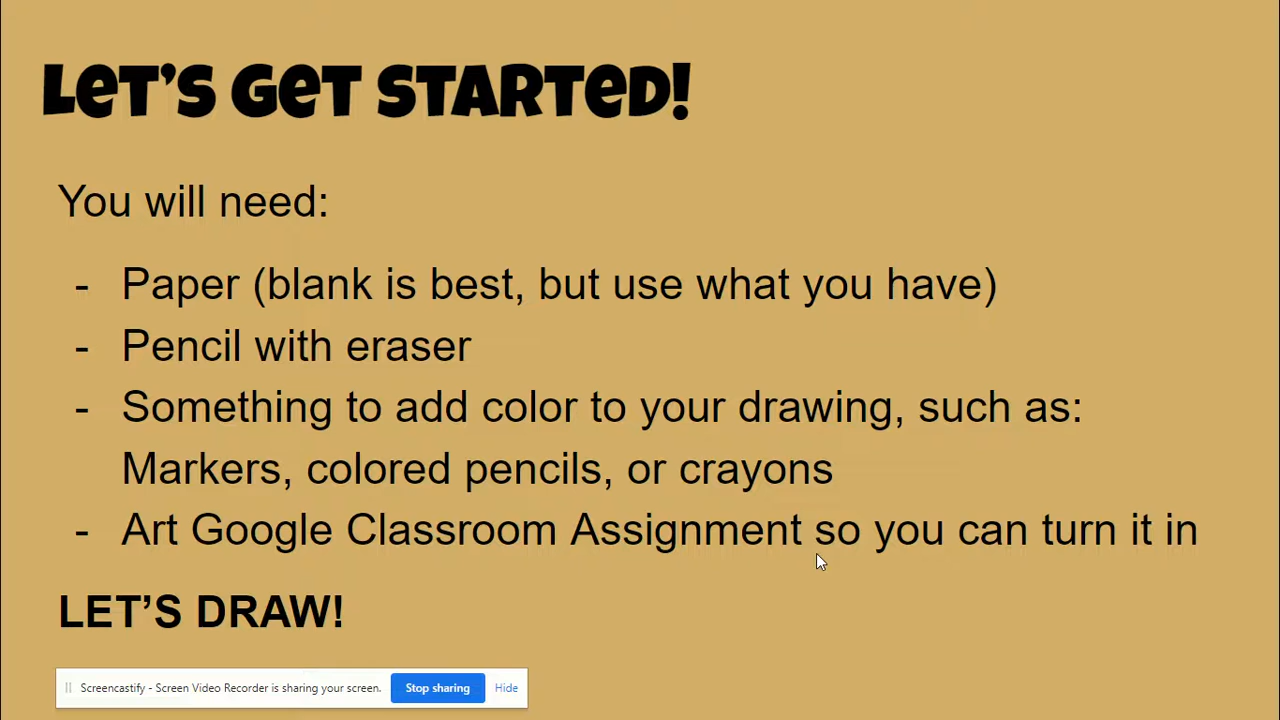 LET'S GET STARTED!
You will need:
- Paper (blank is best, but use what you have)
- Pencil with eraser
- Something to add color to your drawing, such as:
Markers, colored pencils, or crayons
- Art Google Classroom Assignment so you can turn it in
LET'S DRAW!
Screencastify - Screen Video Recorder is sharing your screen. Stop sharing Hide